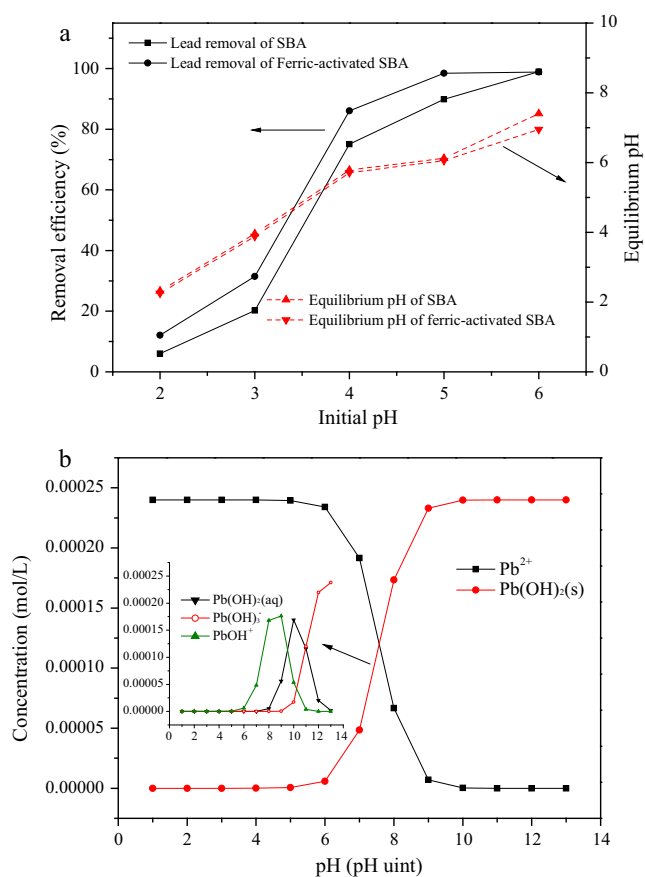 a
Lead removal of SBA
Lead removal of Ferric-activated SBA
Equilibrium pH of SBA
Equilibrium pH of ferric-activated SBA
Removal efficiency (%)
0
20
40
60
80
100
Equilibrium pH
0
2
4
6
8
10
2
3
4
5
6
Initial pH
b
Concentration (mol/L)
0.00025
0.00020
0.00015
0.00010
0.00005
0.00000
Pb²⁺
Pb(OH)₂(s)
0.00025
0.00020
0.00015
0.00010
0.00005
0.00000
Pb(OH)₂(aq)
Pb(OH)₃⁻
PbOH⁺
0 2 4 6 8 10 12 14
0 2 4 6 8 10 12 14
pH (pH uint)